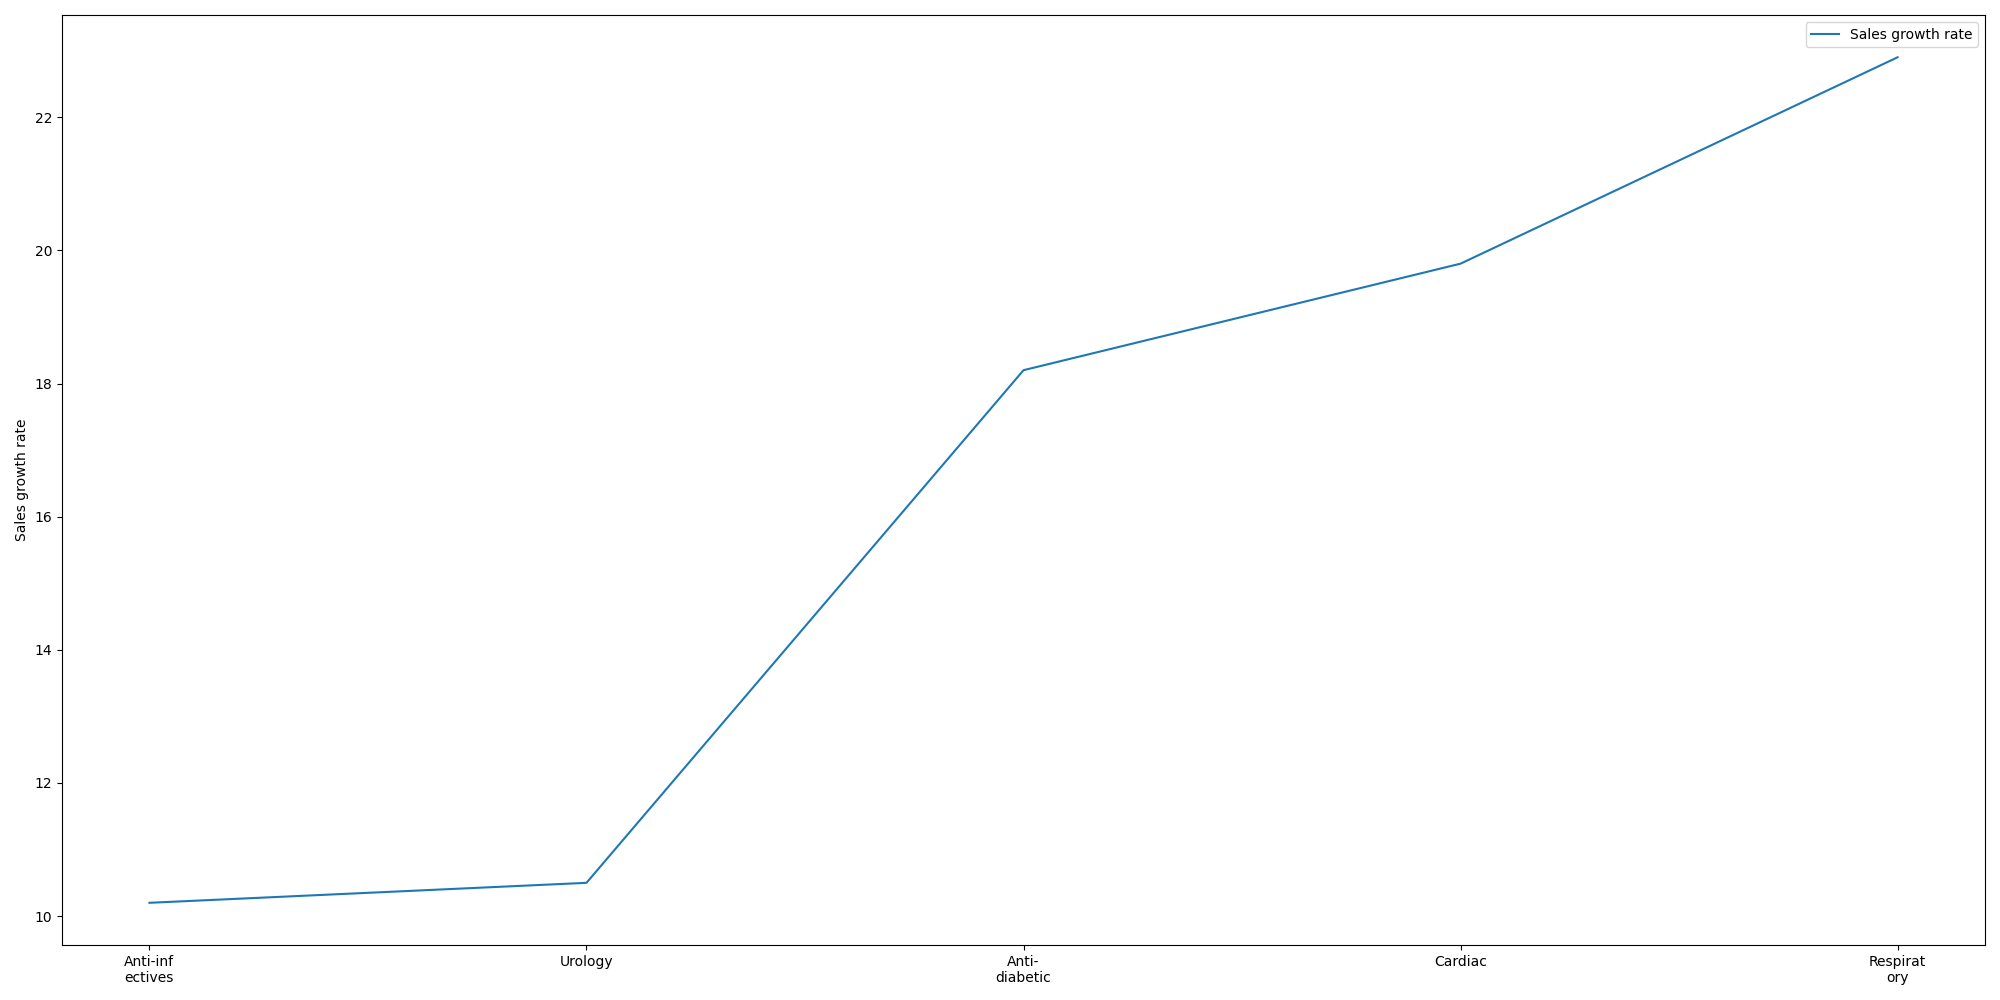 Sales growth rate
22
20
18
16
14
12
10
Sales growth rate
Anti-inf
ectives
Urology
Anti-
diabetic
Cardiac
Respirat
ory